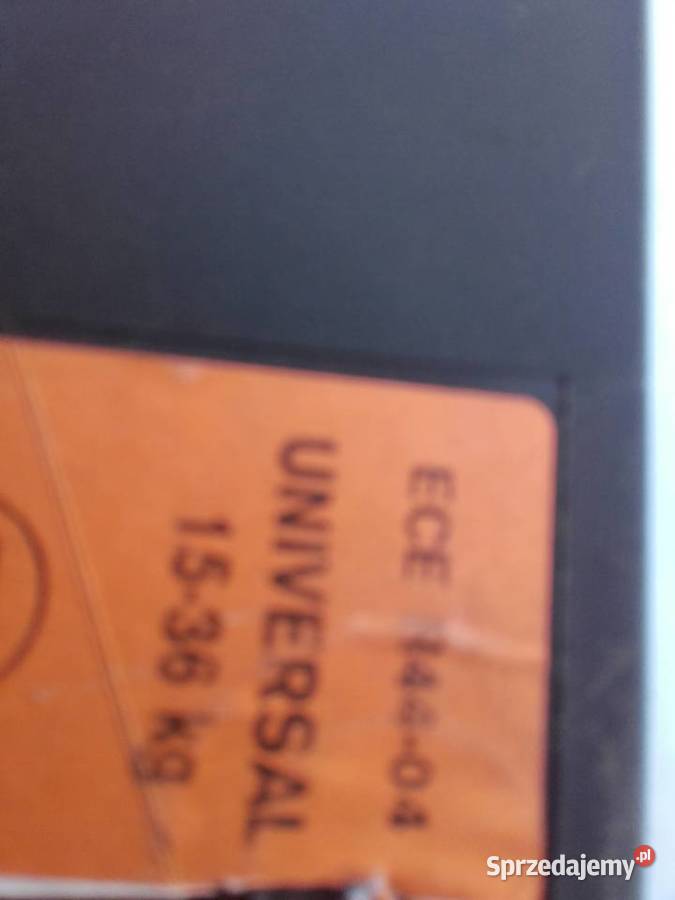 ECE R44-04
UNIVERSAL
15-36 kg
Sprzedajemy.pl